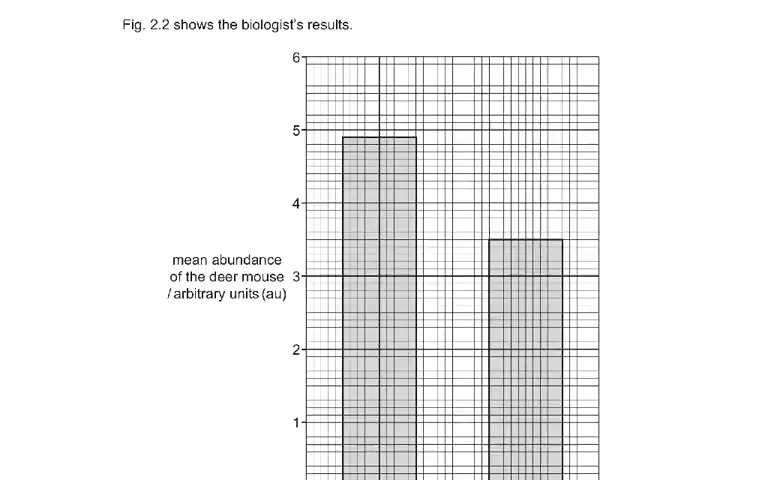 Fig. 2.2 shows the biologist's results.
6
5
4
mean abundance
of the deer mouse
/ arbitrary units (au)
3
2
1